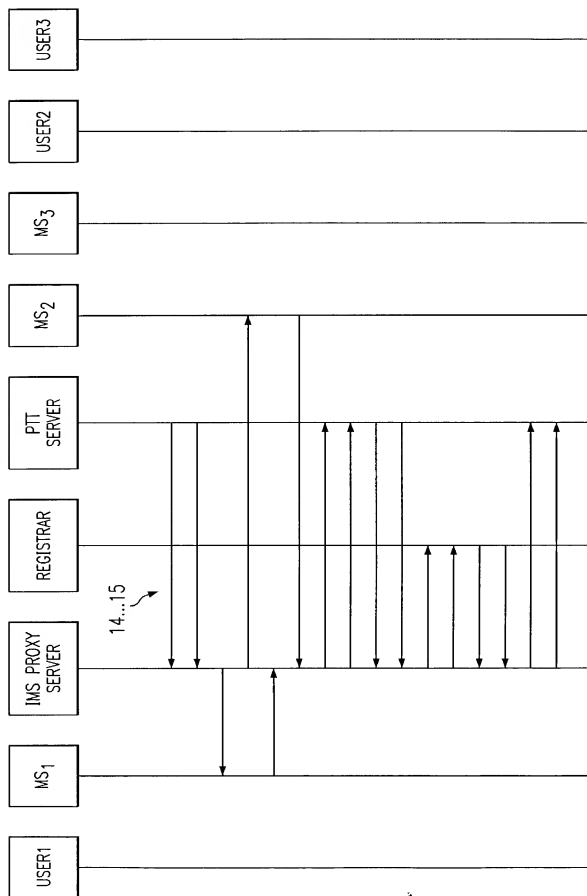 USER1
MS1
IMS PROXY
SERVER
REGISTRAR
PTT
SERVER
MS2
MS3
USER2
USER3
14...15